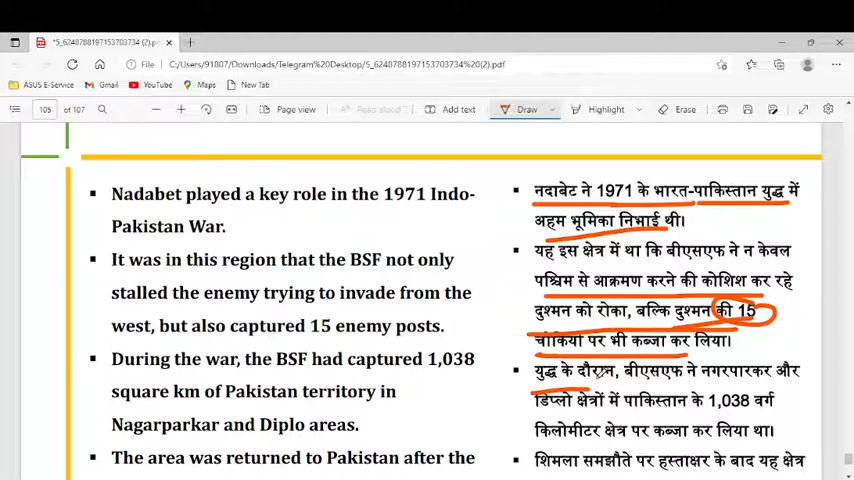 *5_6248788197153703734 (2).pdf
File
C:/Users/91807/Downloads/Telegram%20Desktop/5_6248788197153703734%20(2).pdf
ASUS E-Service
Gmail
YouTube
Maps
New Tab
105 of 107
Page view
Read aloud
Add text
Draw
Highlight
Erase
Nadabet played a key role in the 1971 Indo-
Pakistan War.
It was in this region that the BSF not only
stalled the enemy trying to invade from the
west, but also captured 15 enemy posts.
During the war, the BSF had captured 1,038
square km of Pakistan territory in
Nagarparkar and Diplo areas.
The area was returned to Pakistan after the
नदाबेट ने 1971 के भारत-पाकिस्तान युद्ध में
अहम भूमिका निभाई थी।
यह इस क्षेत्र में था कि बीएसएफ ने न केवल
पश्चिम से आक्रमण करने की कोशिश कर रहे
दुश्मन को रोका, बल्कि दुश्मन की 15
चौकियों पर भी कब्जा कर लिया।
युद्ध के दौरान, बीएसएफ ने नगरपारकर और
डिप्लो क्षेत्रों में पाकिस्तान के 1,038 वर्ग
किलोमीटर क्षेत्र पर कब्जा कर लिया था।
शिमला समझौते पर हस्ताक्षर के बाद यह क्षेत्र